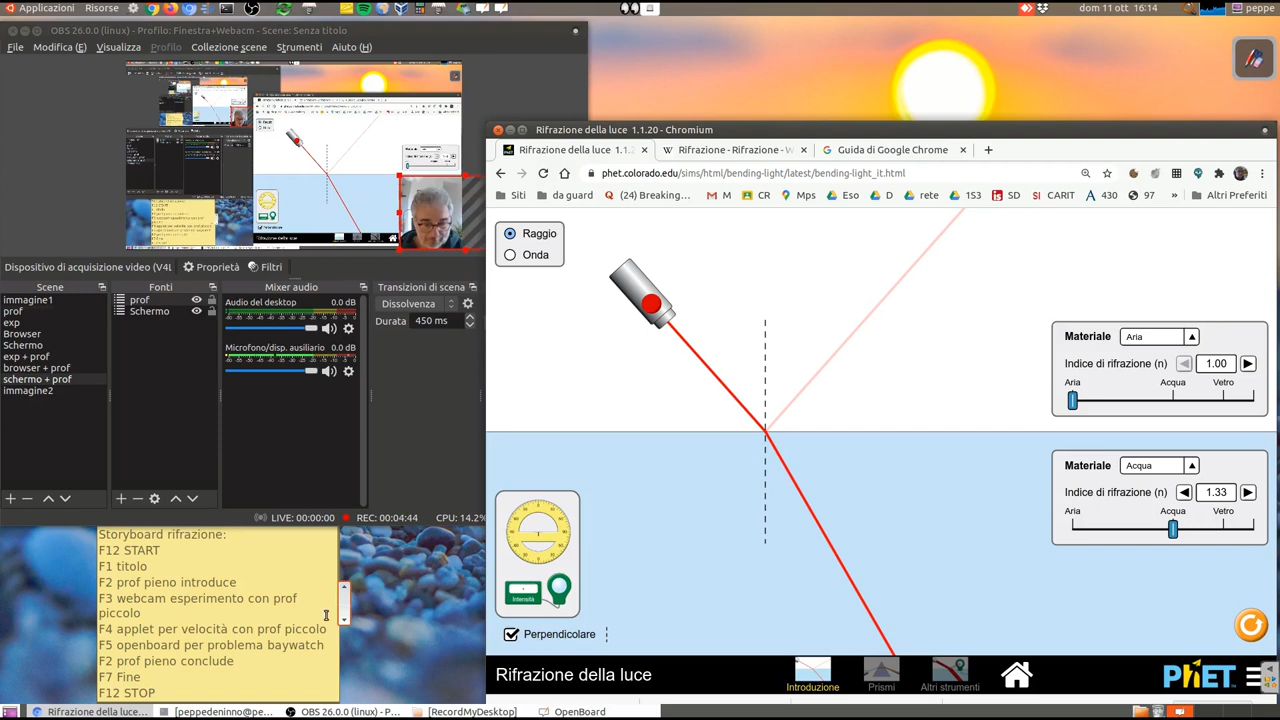 File Risorse
dom 11 ott 16:14
peppe
OBS 26.0.0 (linux) - Profilo: Finestra+Webacm - Scene: Senza titolo
File Modifica (E) Visualizza Profilo Collezione scene Strumenti Aiuto (H)
Dispositivo di acquisizione video (V4L Proprietà Filtri
Scene
immagine1
prof
exp
Browser
Schermo
exp + prof
browser + prof
schermo + prof
immagine2
Fonti
prof
Schermo
Mixer audio
Audio del desktop 0.0 dB
Microfono/disp. ausiliario 0.0 dB
Transizioni di scena
Dissolvenza
Durata 450 ms
LIVE: 00:00:00 REC: 00:04:44 CPU: 14.2%
Storyboard rifrazione:
F12 START
F1 titolo
F2 prof pieno introduce
F3 webcam esperimento con prof
piccolo
F4 applet per velocità con prof piccolo
F5 openboard per problema baywatch
F2 prof pieno conclude
F7 Fine
F12 STOP
Rifrazione della luce 1.1.20 - Chromium
Rifrazione della luce 1.1. Rifrazione - Rifrazione - W Guida di Google Chrome
phet.colorado.edu/sims/html/bending-light/latest/bending-light_it.html
da guarc (24) Breaking... CR Mps Esse D rete 1S3 SI CARIT 430 97 Altri Preferiti
Raggio
Onda
Materiale Aria
Indice di rifrazione (n) 1.00
Aria Acqua Vetro
Materiale Acqua
Indice di rifrazione (n) 1.33
Aria Acqua Vetro
Intensità
Perpendicolare
Rifrazione della luce
Introduzione Prismi Altri strumenti
PhET
Rifrazione della luce ... [peppedeninno@pe... OBS 26.0.0 (linux) - P... [RecordMyDesktop] OpenBoard